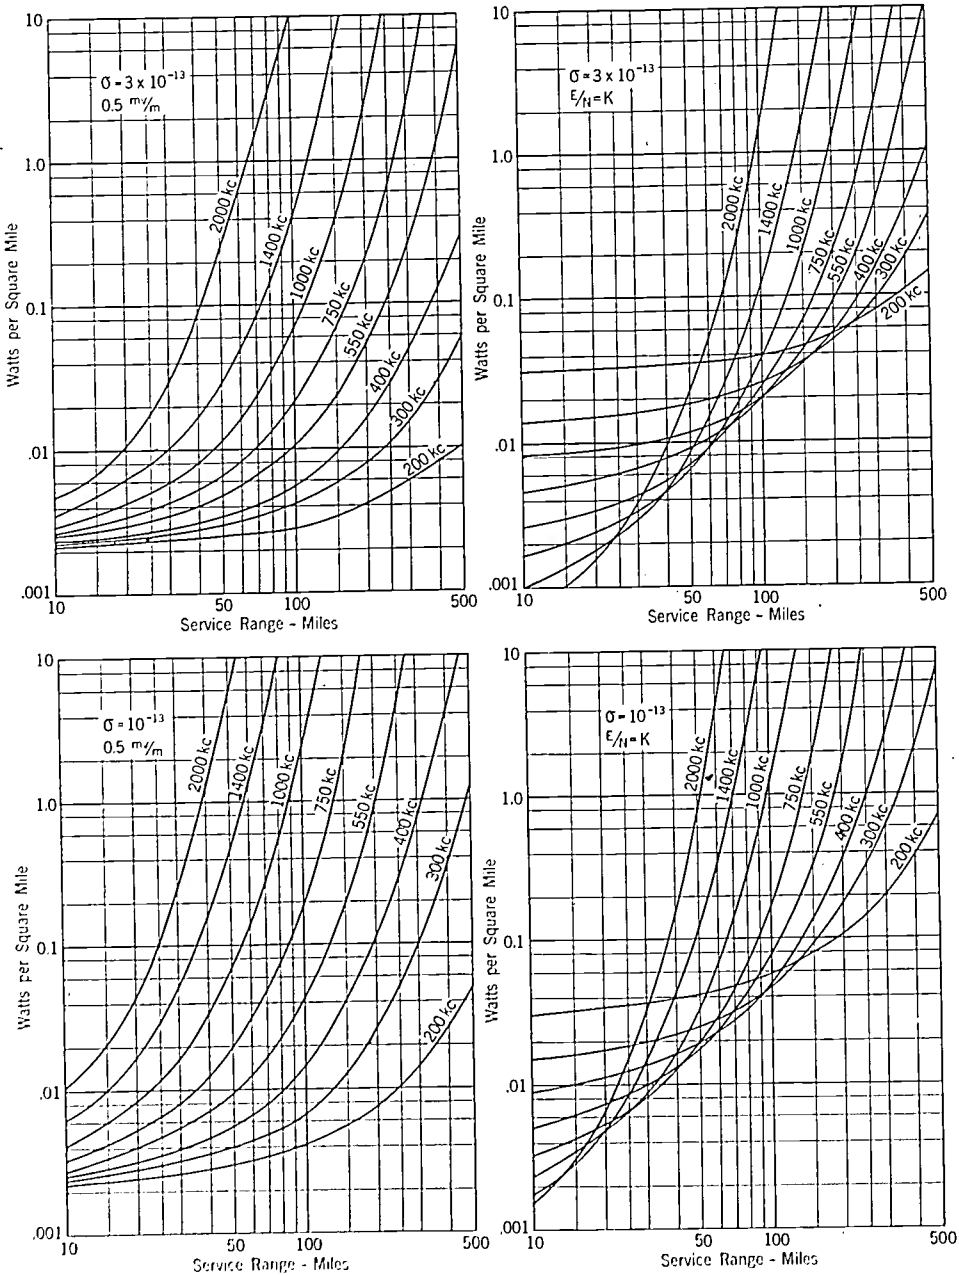 10
σ = 3 x 10⁻¹³
0.5 mv/m
1.0
0.1
.01
.001
Watts per Square Mile
2000 kc
1400 kc
1000 kc
750 kc
550 kc
400 kc
300 kc
200 kc
10 50 100 500
Service Range - Miles
10
σ = 3 x 10⁻¹³
E/N = K
1.0
0.1
.01
.001
Watts per Square Mile
2000 kc
1400 kc
1000 kc
750 kc
550 kc
400 kc
300 kc
200 kc
10 50 100 500
Service Range - Miles
10
σ = 10⁻¹³
0.5 mv/m
1.0
0.1
.01
.001
Watts per Square Mile
2000 kc
1400 kc
1000 kc
750 kc
550 kc
400 kc
300 kc
200 kc
10 50 100 500
Service Range - Miles
10
σ = 10⁻¹³
E/N = K
1.0
0.1
.01
.001
Watts per Square Mile
2000 kc
1400 kc
1000 kc
750 kc
550 kc
400 kc
300 kc
200 kc
10 50 100 500
Service Range - Miles